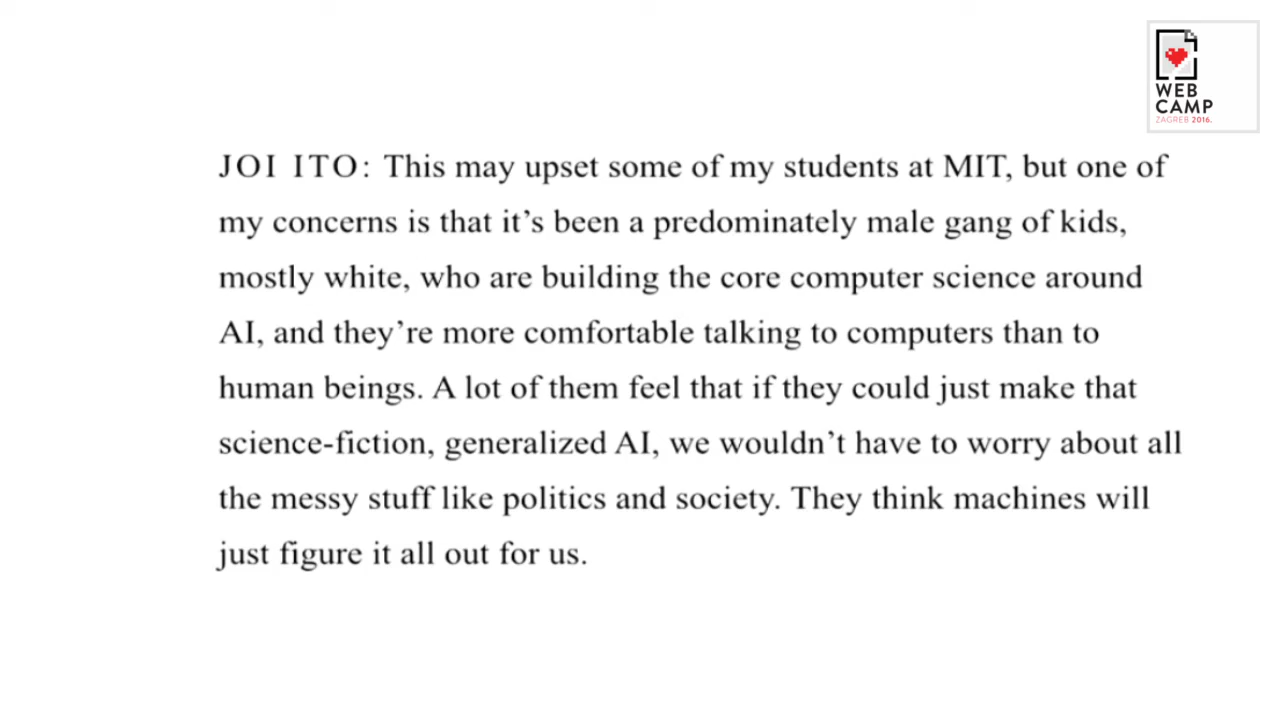 WEB
CAMP
ZAGREB 2016.
JOI ITO: This may upset some of my students at MIT, but one of
my concerns is that it’s been a predominately male gang of kids,
mostly white, who are building the core computer science around
AI, and they’re more comfortable talking to computers than to
human beings. A lot of them feel that if they could just make that
science-fiction, generalized AI, we wouldn’t have to worry about all
the messy stuff like politics and society. They think machines will
just figure it all out for us.